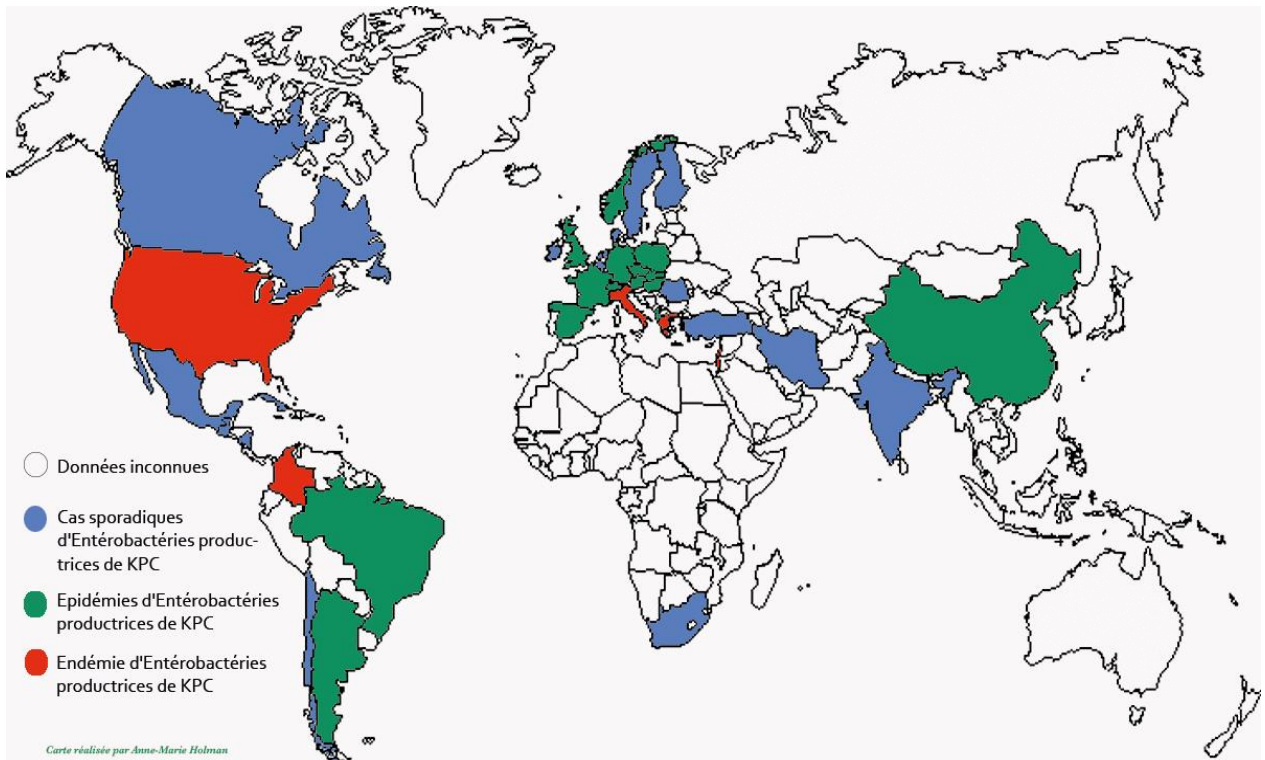 Données inconnues
Cas sporadiques
d'Entérobactéries produc-
trices de KPC
Epidémies d'Entérobactéries
productrices de KPC
Endémie d'Entérobactéries
productrices de KPC
Carte réalisée par Anne-Marie Holman